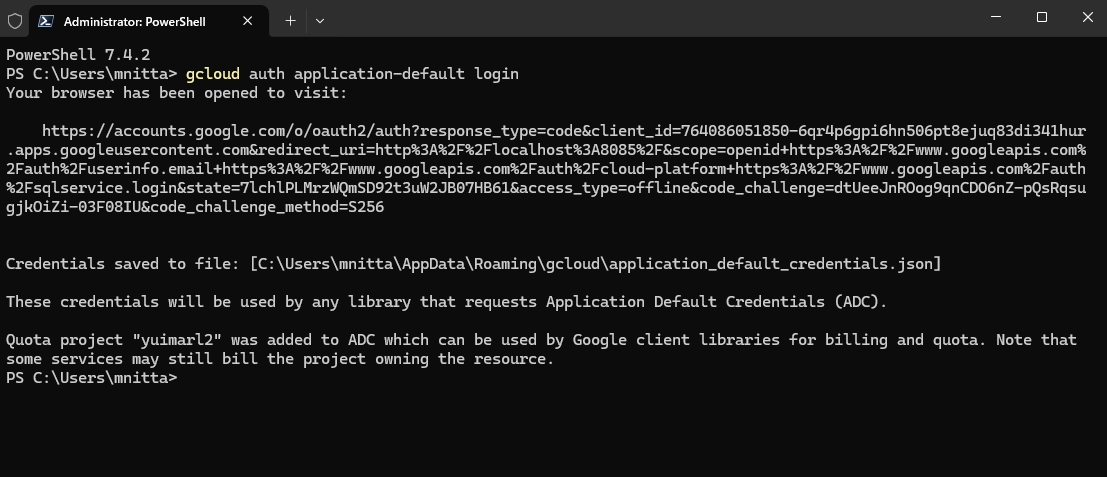 Administrator: PowerShell
PowerShell 7.4.2
PS C:\Users\mnitta> gcloud auth application-default login
Your browser has been opened to visit:
https://accounts.google.com/o/oauth2/auth?response_type=code&client_id=764086051850-6qr4p6gpi6hn506pt8ejuq83di341hur
.apps.googleusercontent.com&redirect_uri=http%3A%2F%2Flocalhost%3A8085%2F&scope=openid+https%3A%2F%2Fwww.googleapis.com%
2Fauth%2Fuserinfo.email+https%3A%2F%2Fwww.googleapis.com%2Fauth%2Fcloud-platform+https%3A%2F%2Fwww.googleapis.com%2Fauth
%2Fsqlservice.login&state=7lchlPLMrzWQmSD92t3uW2JB07HB61&access_type=offline&code_challenge=dtUeeJnROog9qnCDO6nZ-pQsRqsu
gjkOiZi-03F08IU&code_challenge_method=S256
Credentials saved to file: [C:\Users\mnitta\AppData\Roaming\gcloud\application_default_credentials.json]
These credentials will be used by any library that requests Application Default Credentials (ADC).
Quota project "yuimarl2" was added to ADC which can be used by Google client libraries for billing and quota. Note that
some services may still bill the project owning the resource.
PS C:\Users\mnitta>